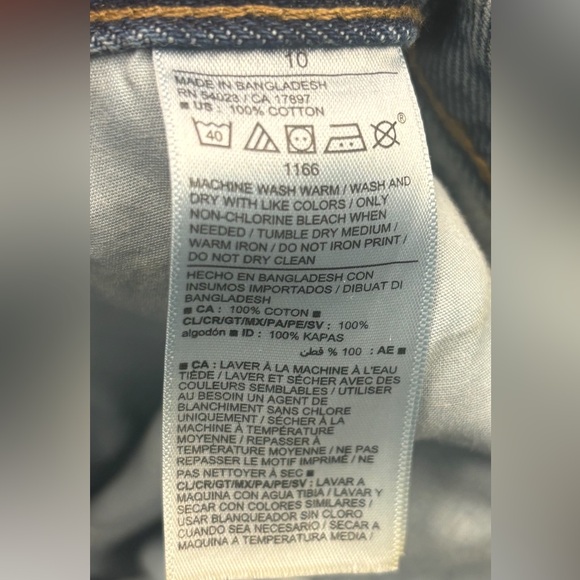 10
MADE IN BANGLADESH
RN 54023 / CA 17897
■ US : 100% COTTON
40 ®
1166
MACHINE WASH WARM / WASH AND
DRY WITH LIKE COLORS / ONLY
NON-CHLORINE BLEACH WHEN
NEEDED / TUMBLE DRY MEDIUM /
WARM IRON / DO NOT IRON PRINT /
DO NOT DRY CLEAN
HECHO EN BANGLADESH CON
INSUMOS IMPORTADOS / DIBUAT DI
BANGLADESH
■ CA : 100% COTON ■
CL/CR/GT/MX/PA/PE/SV : 100%
algodón ■ ID : 100% KAPAS
■ AE : 100 % قطن
■ CA : LAVER À LA MACHINE À L'EAU
TIÈDE / LAVER ET SÉCHER AVEC DES
COULEURS SEMBLABLES / UTILISER
AU BESOIN UN AGENT DE
BLANCHIMENT SANS CHLORE
UNIQUEMENT / SÉCHER À LA
MACHINE À TEMPÉRATURE
MOYENNE / REPASSER À
TEMPÉRATURE MOYENNE / NE PAS
REPASSER LE MOTIF IMPRIMÉ / NE
PAS NETTOYER À SEC ■
CL/CR/GT/MX/PA/PE/SV : LAVAR A
MAQUINA CON AGUA TIBIA / LAVAR Y
SECAR CON COLORES SIMILARES /
USAR BLANQUEADOR SIN CLORO
CUANDO SEA NECESARIO / SECAR A
MAQUINA A TEMPERATURA MEDIA /